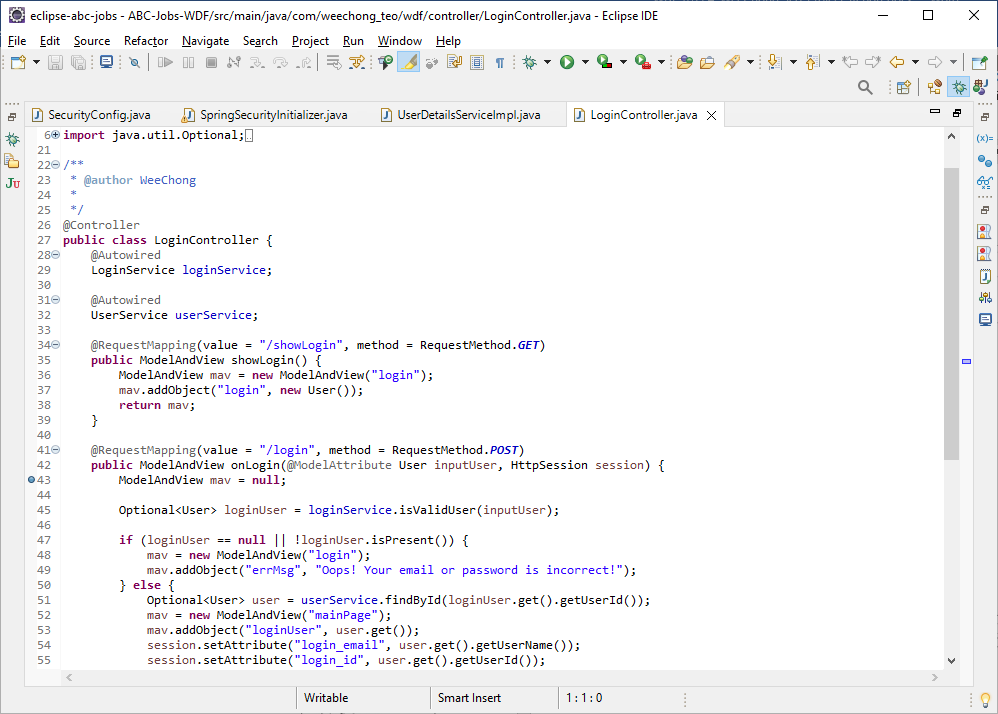 eclipse-abc-jobs - ABC-Jobs-WDF/src/main/java/com/weechong_teo/wdf/controller/LoginController.java - Eclipse IDE
File Edit Source Refactor Navigate Search Project Run Window Help
SecurityConfig.java SpringSecurityInitializer.java UserDetailsServiceImpl.java LoginController.java
6 import java.util.Optional;
21
22 /**
23  * @author WeeChong
24  *
25  */
26 @Controller
27 public class LoginController {
28     @Autowired
29     LoginService loginService;
30
31     @Autowired
32     UserService userService;
33
34     @RequestMapping(value = "/showLogin", method = RequestMethod.GET)
35     public ModelAndView showLogin() {
36         ModelAndView mav = new ModelAndView("login");
37         mav.addObject("login", new User());
38         return mav;
39     }
40
41     @RequestMapping(value = "/login", method = RequestMethod.POST)
42     public ModelAndView onLogin(@ModelAttribute User inputUser, HttpSession session) {
43         ModelAndView mav = null;
44
45         Optional<User> loginUser = loginService.isValidUser(inputUser);
46
47         if (loginUser == null || !loginUser.isPresent()) {
48             mav = new ModelAndView("login");
49             mav.addObject("errMsg", "Oops! Your email or password is incorrect!");
50         } else {
51             Optional<User> user = userService.findById(loginUser.get().getUserId());
52             mav = new ModelAndView("mainPage");
53             mav.addObject("loginUser", user.get());
54             session.setAttribute("login_email", user.get().getUserName());
55             session.setAttribute("login_id", user.get().getUserId());
Writable Smart Insert 1 : 1 : 0